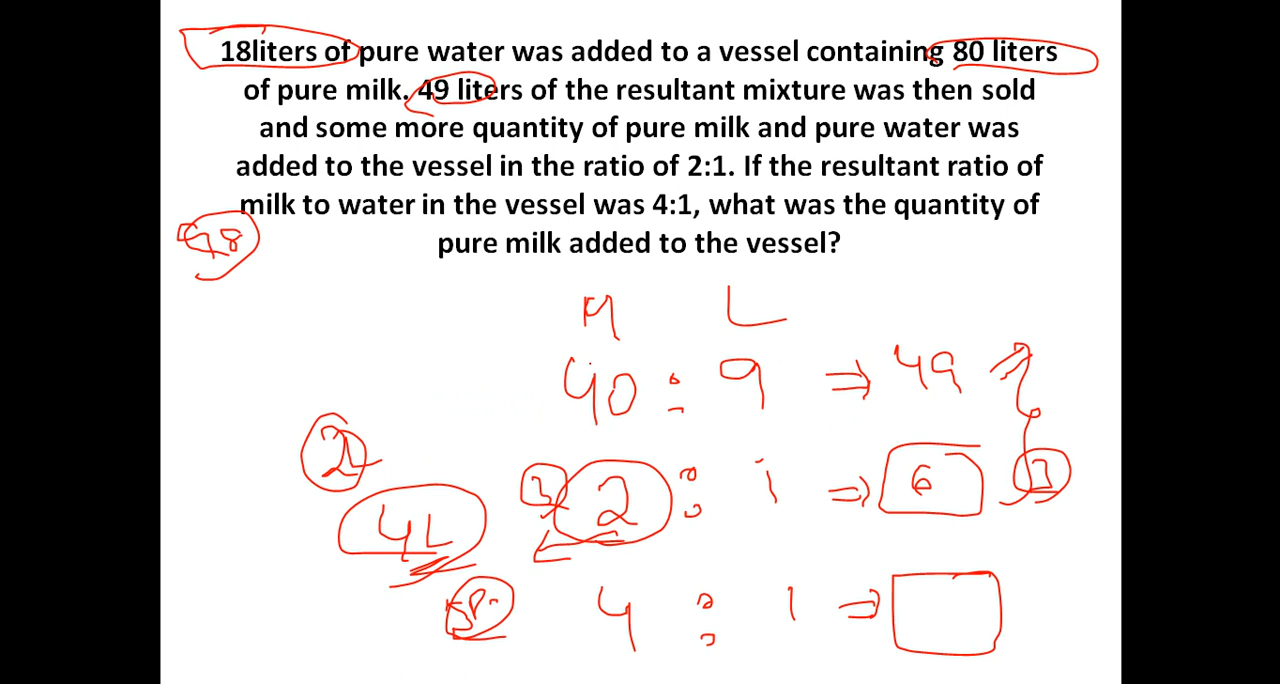 18liters of pure water was added to a vessel containing 80 liters
of pure milk. 49 liters of the resultant mixture was then sold
and some more quantity of pure milk and pure water was
added to the vessel in the ratio of 2:1. If the resultant ratio of
milk to water in the vessel was 4:1, what was the quantity of
pure milk added to the vessel?
98
M L
40 : 9 ⇒ 49
2 : 1 ⇒ 6
4L
4 : 1 ⇒